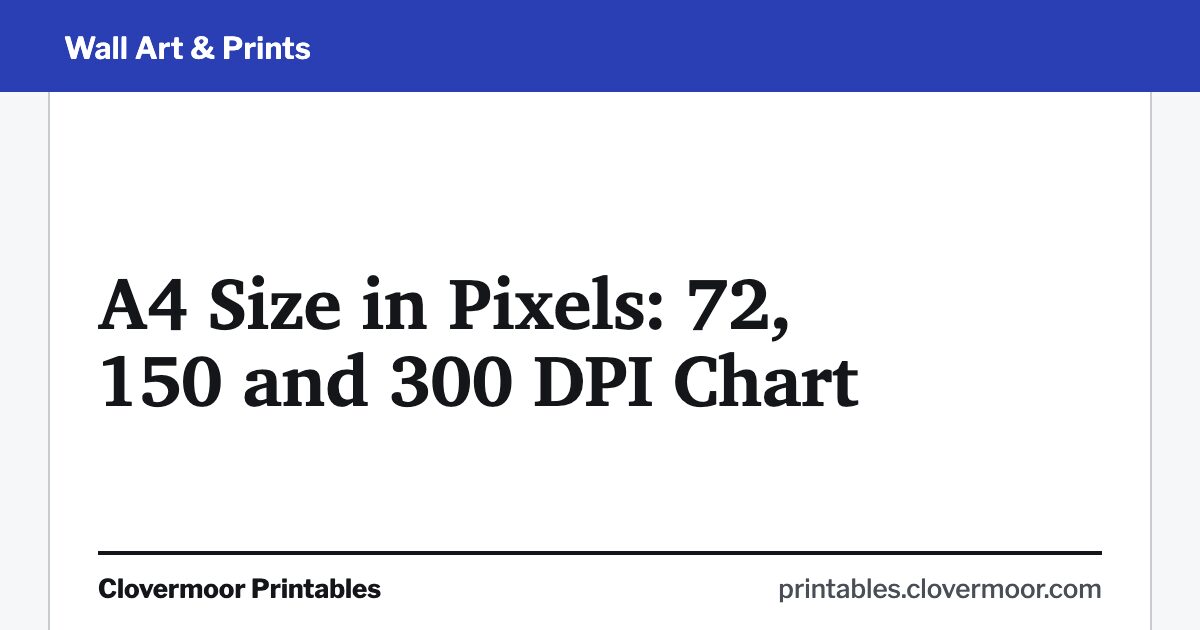 Wall Art & Prints
A4 Size in Pixels: 72,
150 and 300 DPI Chart
Clovermoor Printables
printables.clovermoor.com